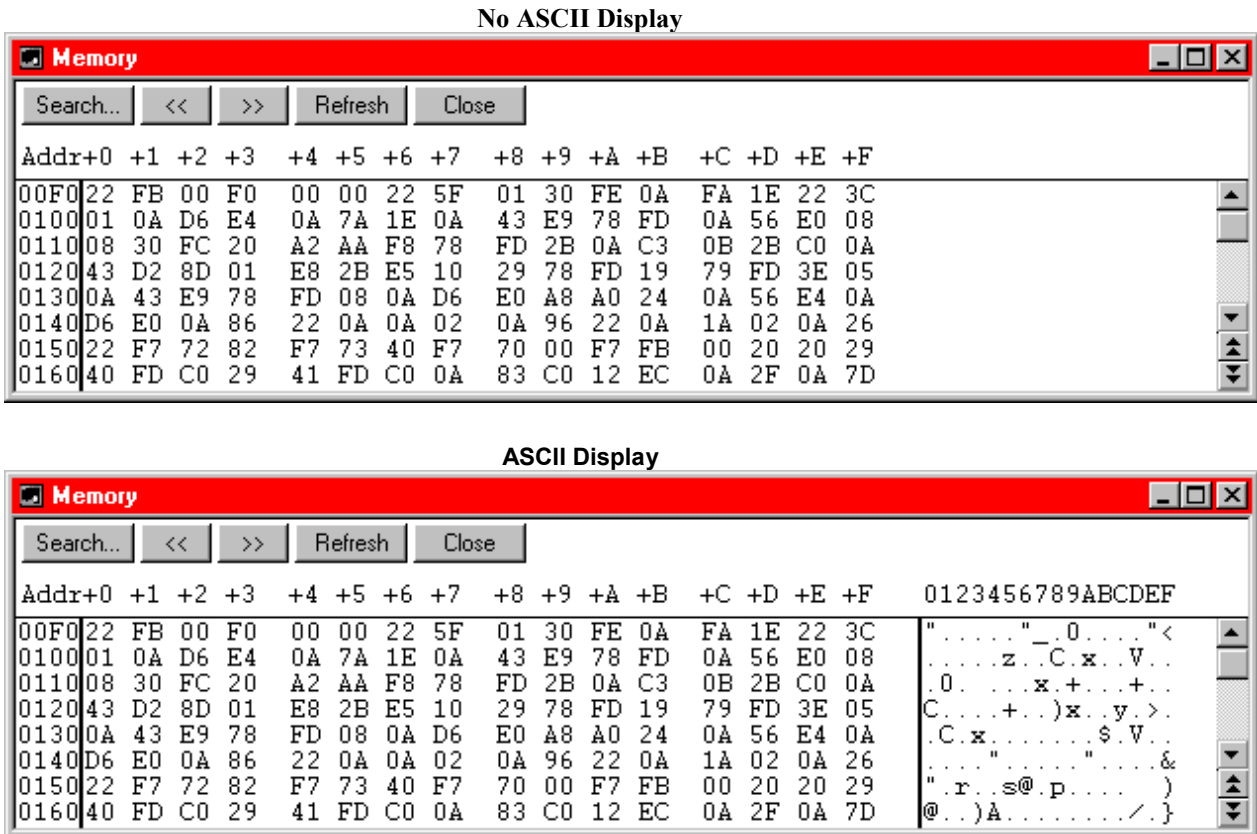 No ASCII Display
Memory
Search... << >> Refresh Close
Addr+0 +1 +2 +3 +4 +5 +6 +7 +8 +9 +A +B +C +D +E +F
00F0 22 FB 00 F0 00 00 22 5F 01 30 FE 0A FA 1E 22 3C
0100 01 0A D6 E4 0A 7A 1E 0A 43 E9 78 FD 0A 56 E0 08
0110 08 30 FC 20 A2 AA F8 78 FD 2B 0A C3 0B 2B C0 0A
0120 43 D2 8D 01 E8 2B E5 10 29 78 FD 19 79 FD 3E 05
0130 0A 43 E9 78 FD 08 0A D6 E0 A8 A0 24 0A 56 E4 0A
0140 D6 E0 0A 86 22 0A 0A 02 0A 96 22 0A 1A 02 0A 26
0150 22 F7 72 82 F7 73 40 F7 70 00 F7 FB 00 20 20 29
0160 40 FD C0 29 41 FD C0 0A 83 C0 12 EC 0A 2F 0A 7D
ASCII Display
Memory
Search... << >> Refresh Close
Addr+0 +1 +2 +3 +4 +5 +6 +7 +8 +9 +A +B +C +D +E +F 0123456789ABCDEF
00F0 22 FB 00 F0 00 00 22 5F 01 30 FE 0A FA 1E 22 3C "....."_.0...."<
0100 01 0A D6 E4 0A 7A 1E 0A 43 E9 78 FD 0A 56 E0 08 .....z..C.x..V..
0110 08 30 FC 20 A2 AA F8 78 FD 2B 0A C3 0B 2B C0 0A .0. ...x.+...+..
0120 43 D2 8D 01 E8 2B E5 10 29 78 FD 19 79 FD 3E 05 C....+..)x..y.>.
0130 0A 43 E9 78 FD 08 0A D6 E0 A8 A0 24 0A 56 E4 0A .C.x.......$.V..
0140 D6 E0 0A 86 22 0A 0A 02 0A 96 22 0A 1A 02 0A 26 ...."....."....&
0150 22 F7 72 82 F7 73 40 F7 70 00 F7 FB 00 20 20 29 ".r..s@.p....  )
0160 40 FD C0 29 41 FD C0 0A 83 C0 12 EC 0A 2F 0A 7D @..)A......../.}